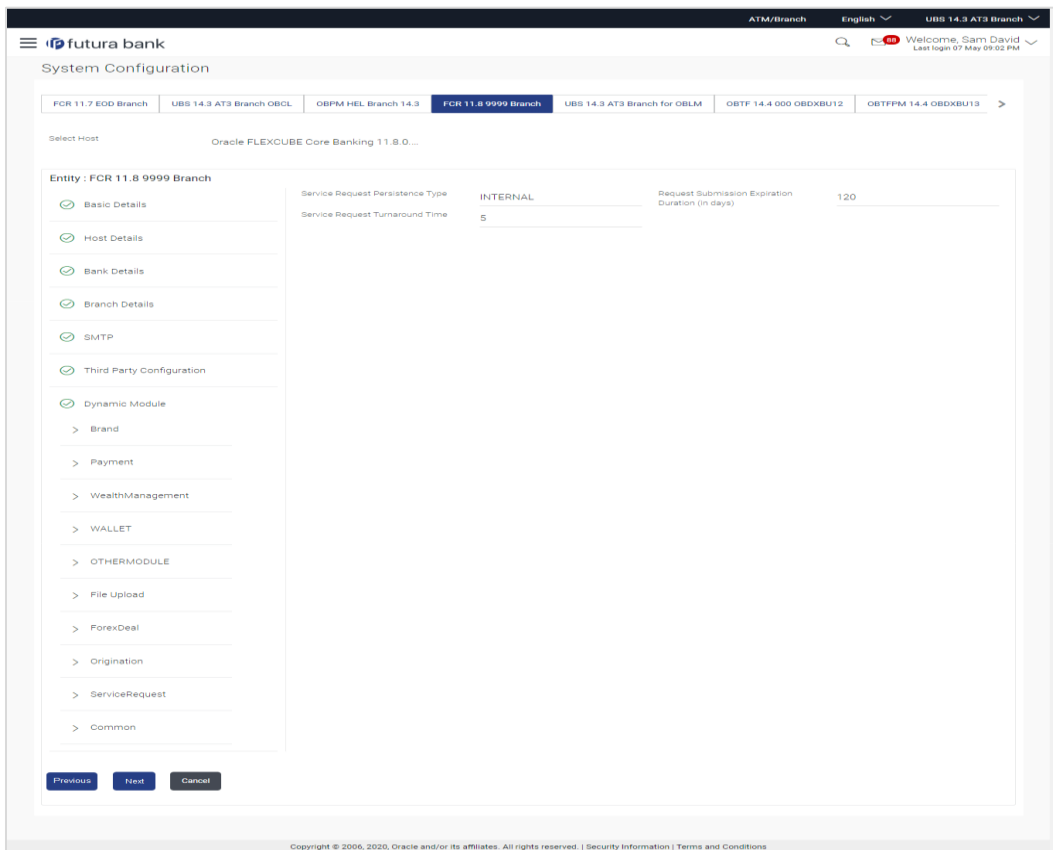 ATM/Branch English UBS 14.3 AT3 Branch
futura bank 88 Welcome, Sam David
Last login 07 May 09:02 PM
System Configuration
FCR 11.7 EOD Branch UBS 14.3 AT3 Branch OBCL OBPM HEL Branch 14.3 FCR 11.8 9999 Branch UBS 14.3 AT3 Branch for OBLM OBTF 14.4 000 OBDXBU12 OBTFPM 14.4 OBDXBU13 >
Select Host Oracle FLEXCUBE Core Banking 11.8.0...
Entity : FCR 11.8 9999 Branch
Service Request Persistence Type INTERNAL Request Submission Expiration Duration (in days) 120
Service Request Turnaround Time 5
Basic Details
Host Details
Bank Details
Branch Details
SMTP
Third Party Configuration
Dynamic Module
> Brand
> Payment
> WealthManagement
> WALLET
> OTHERMODULE
> File Upload
> ForexDeal
> Origination
> ServiceRequest
> Common
Previous Next Cancel
Copyright © 2006, 2020, Oracle and/or its affiliates. All rights reserved. | Security Information | Terms and Conditions